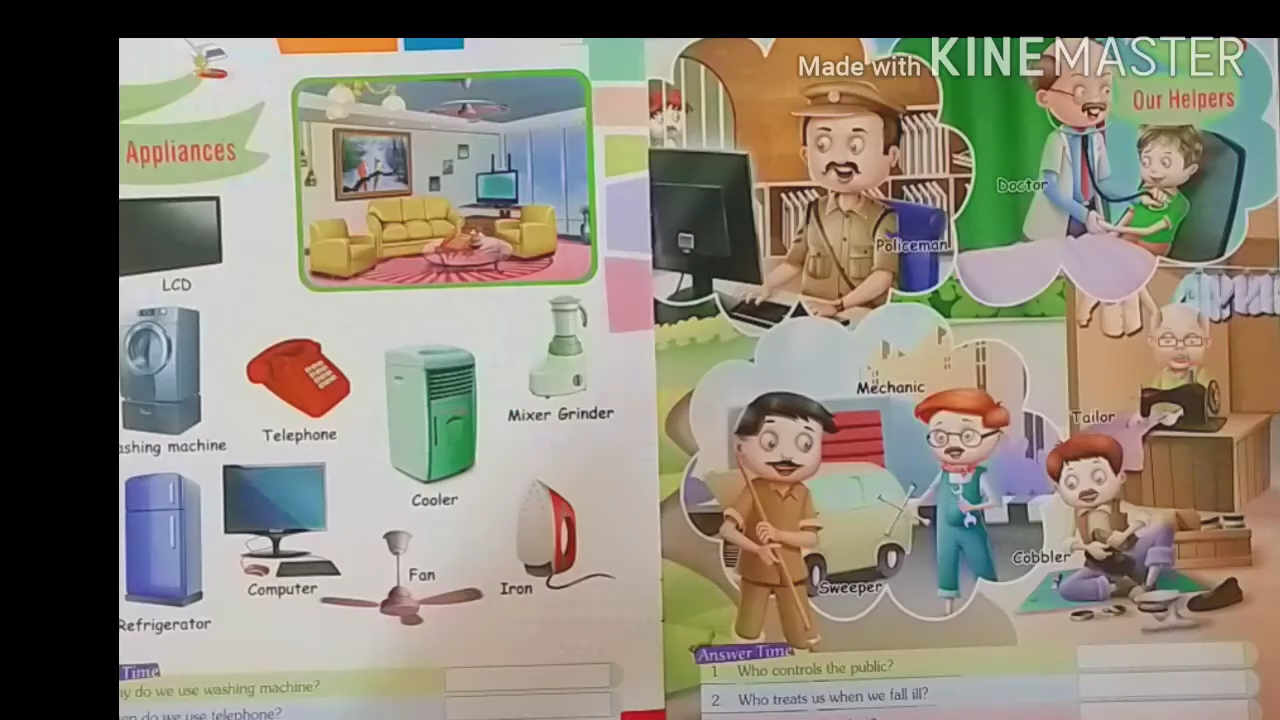 Made with KINEMASTER
Appliances
LCD
ashing machine
Telephone
Cooler
Mixer Grinder
Refrigerator
Computer
Fan
Iron
Time
y do we use washing machine?
en do we use telephone?
Our Helpers
Policeman
Doctor
Mechanic
Tailor
Sweeper
Cobbler
Answer Time
1 Who controls the public?
2. Who treats us when we fall ill?